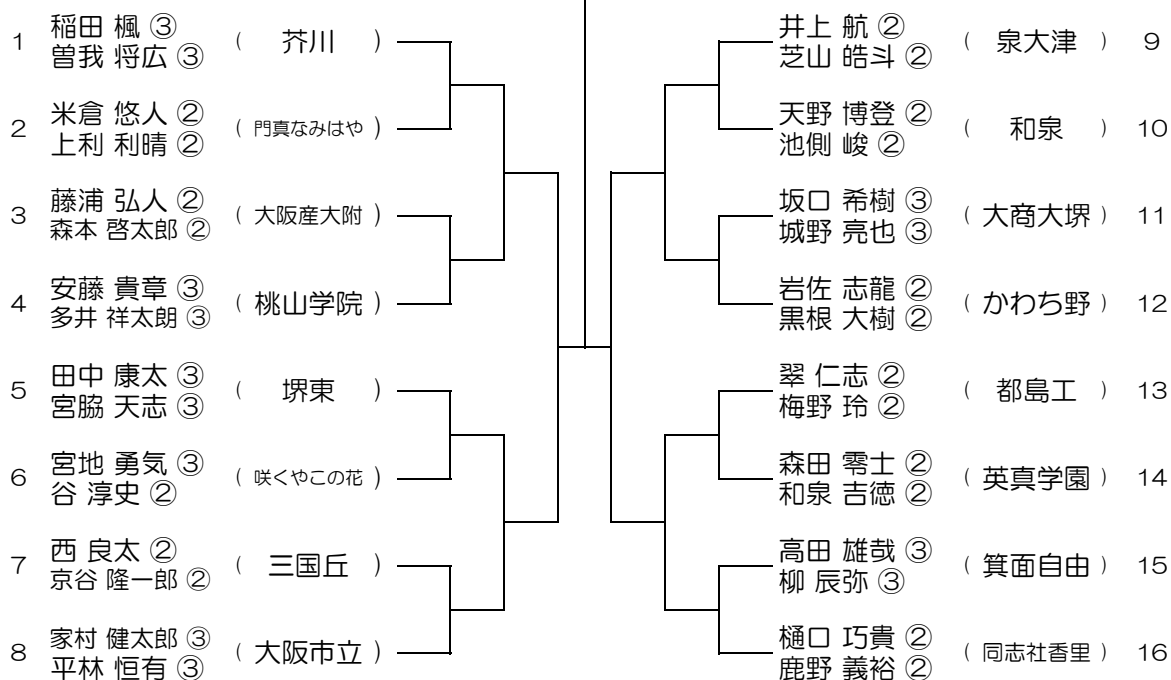 1 稲田 楓 ③ ( 芥川 )
曽我 将広 ③
2 米倉 悠人 ② ( 門真なみはや )
上利 利晴 ②
3 藤浦 弘人 ② ( 大阪産大附 )
森本 啓太郎 ②
4 安藤 貴章 ③ ( 桃山学院 )
多井 祥太朗 ③
5 田中 康太 ③ ( 堺東 )
宮脇 天志 ③
6 宮地 勇気 ③ ( 咲くやこの花 )
谷 淳史 ②
7 西 良太 ② ( 三国丘 )
京谷 隆一郎 ②
8 家村 健太郎 ③ ( 大阪市立 )
平林 恒有 ③
井上 航 ② ( 泉大津 ) 9
芝山 皓斗 ②
天野 博登 ② ( 和泉 ) 10
池側 峻 ②
坂口 希樹 ③ ( 大商大堺 ) 11
城野 亮也 ③
岩佐 志龍 ② ( かわち野 ) 12
黒根 大樹 ②
翠 仁志 ② ( 都島工 ) 13
梅野 玲 ②
森田 零士 ② ( 英真学園 ) 14
和泉 吉徳 ②
高田 雄哉 ③ ( 箕面自由 ) 15
柳 辰弥 ③
樋口 巧貴 ② ( 同志社香里 ) 16
鹿野 義裕 ②